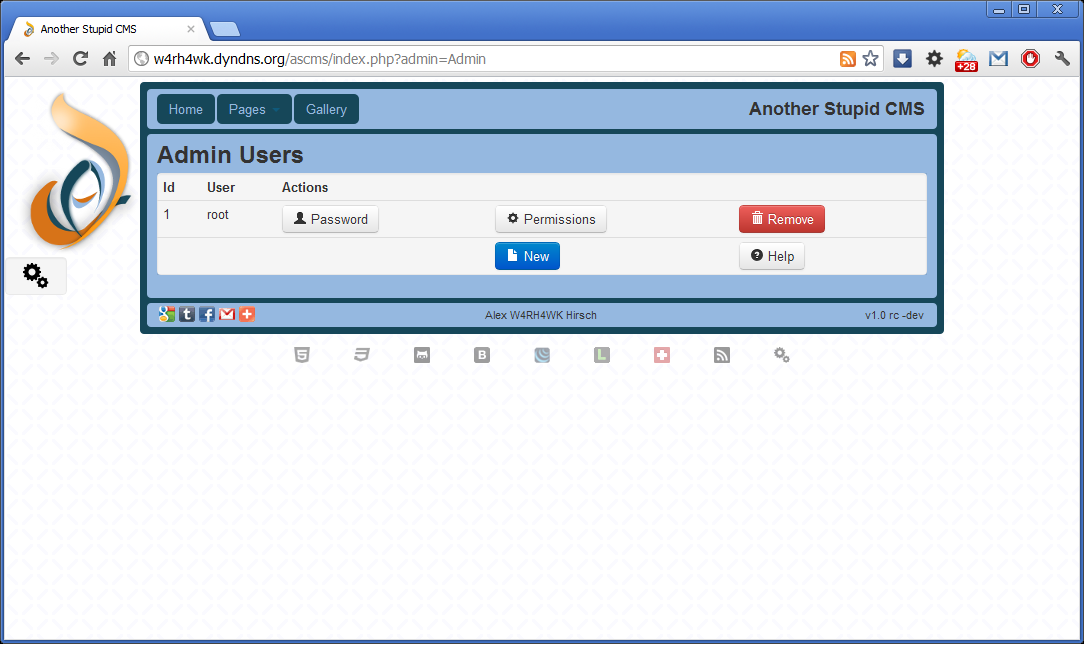 Another Stupid CMS
w4rh4wk.dyndns.org/ascms/index.php?admin=Admin
+28
Home Pages Gallery Another Stupid CMS
Admin Users
Id User Actions
1 root Password Permissions Remove
New Help
Alex W4RH4WK Hirsch v1.0 rc -dev